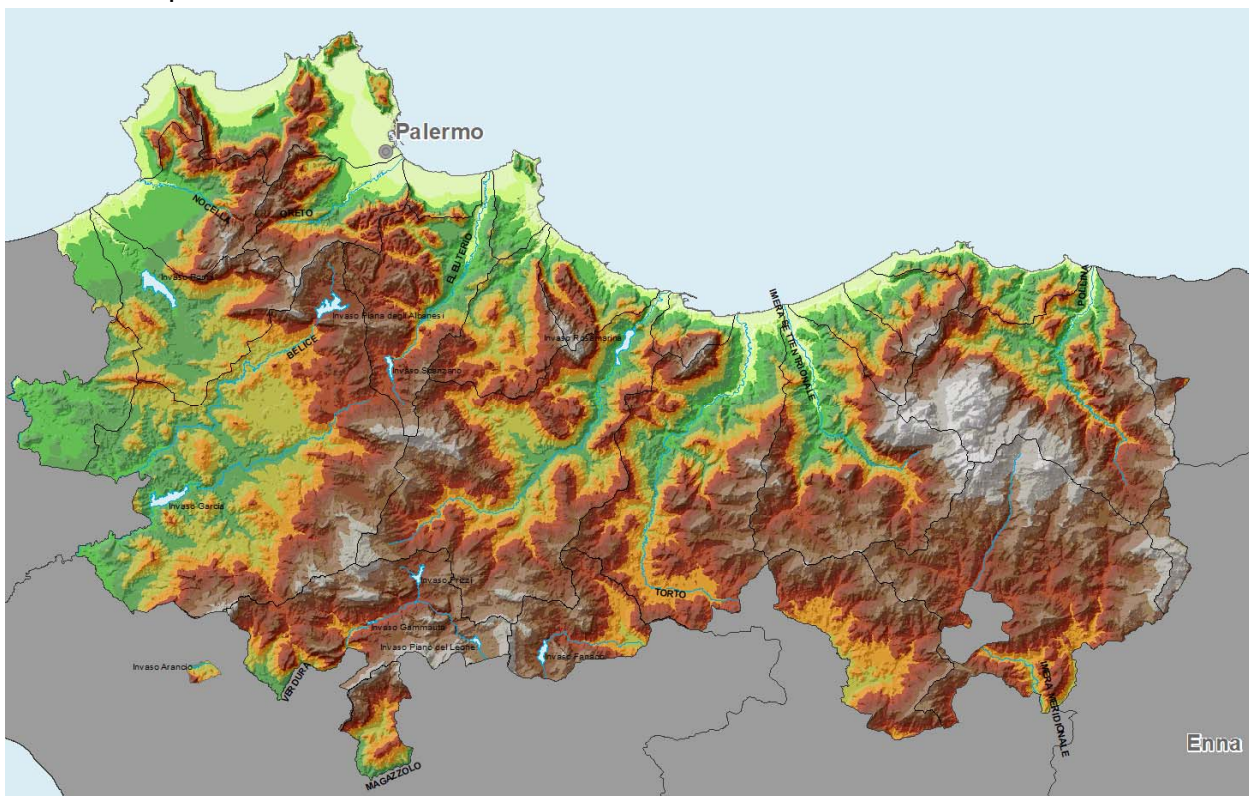 Palermo
NOCELLA
ORETO
ELEUTERIO
Invaso Poma
Invaso Piana degli Albanesi
BELICE
Invaso Rosamarina
IMERA SETTENTRIONALE
POLLINA
Invaso Scanzano
Invaso Garcia
Invaso Prizzi
TORTO
Invaso Gammauta
Invaso Piano del Leone
Invaso Fanaco
Invaso Arancio
VERDURA
IMERA MERIDIONALE
Enna
MAGAZZOLO